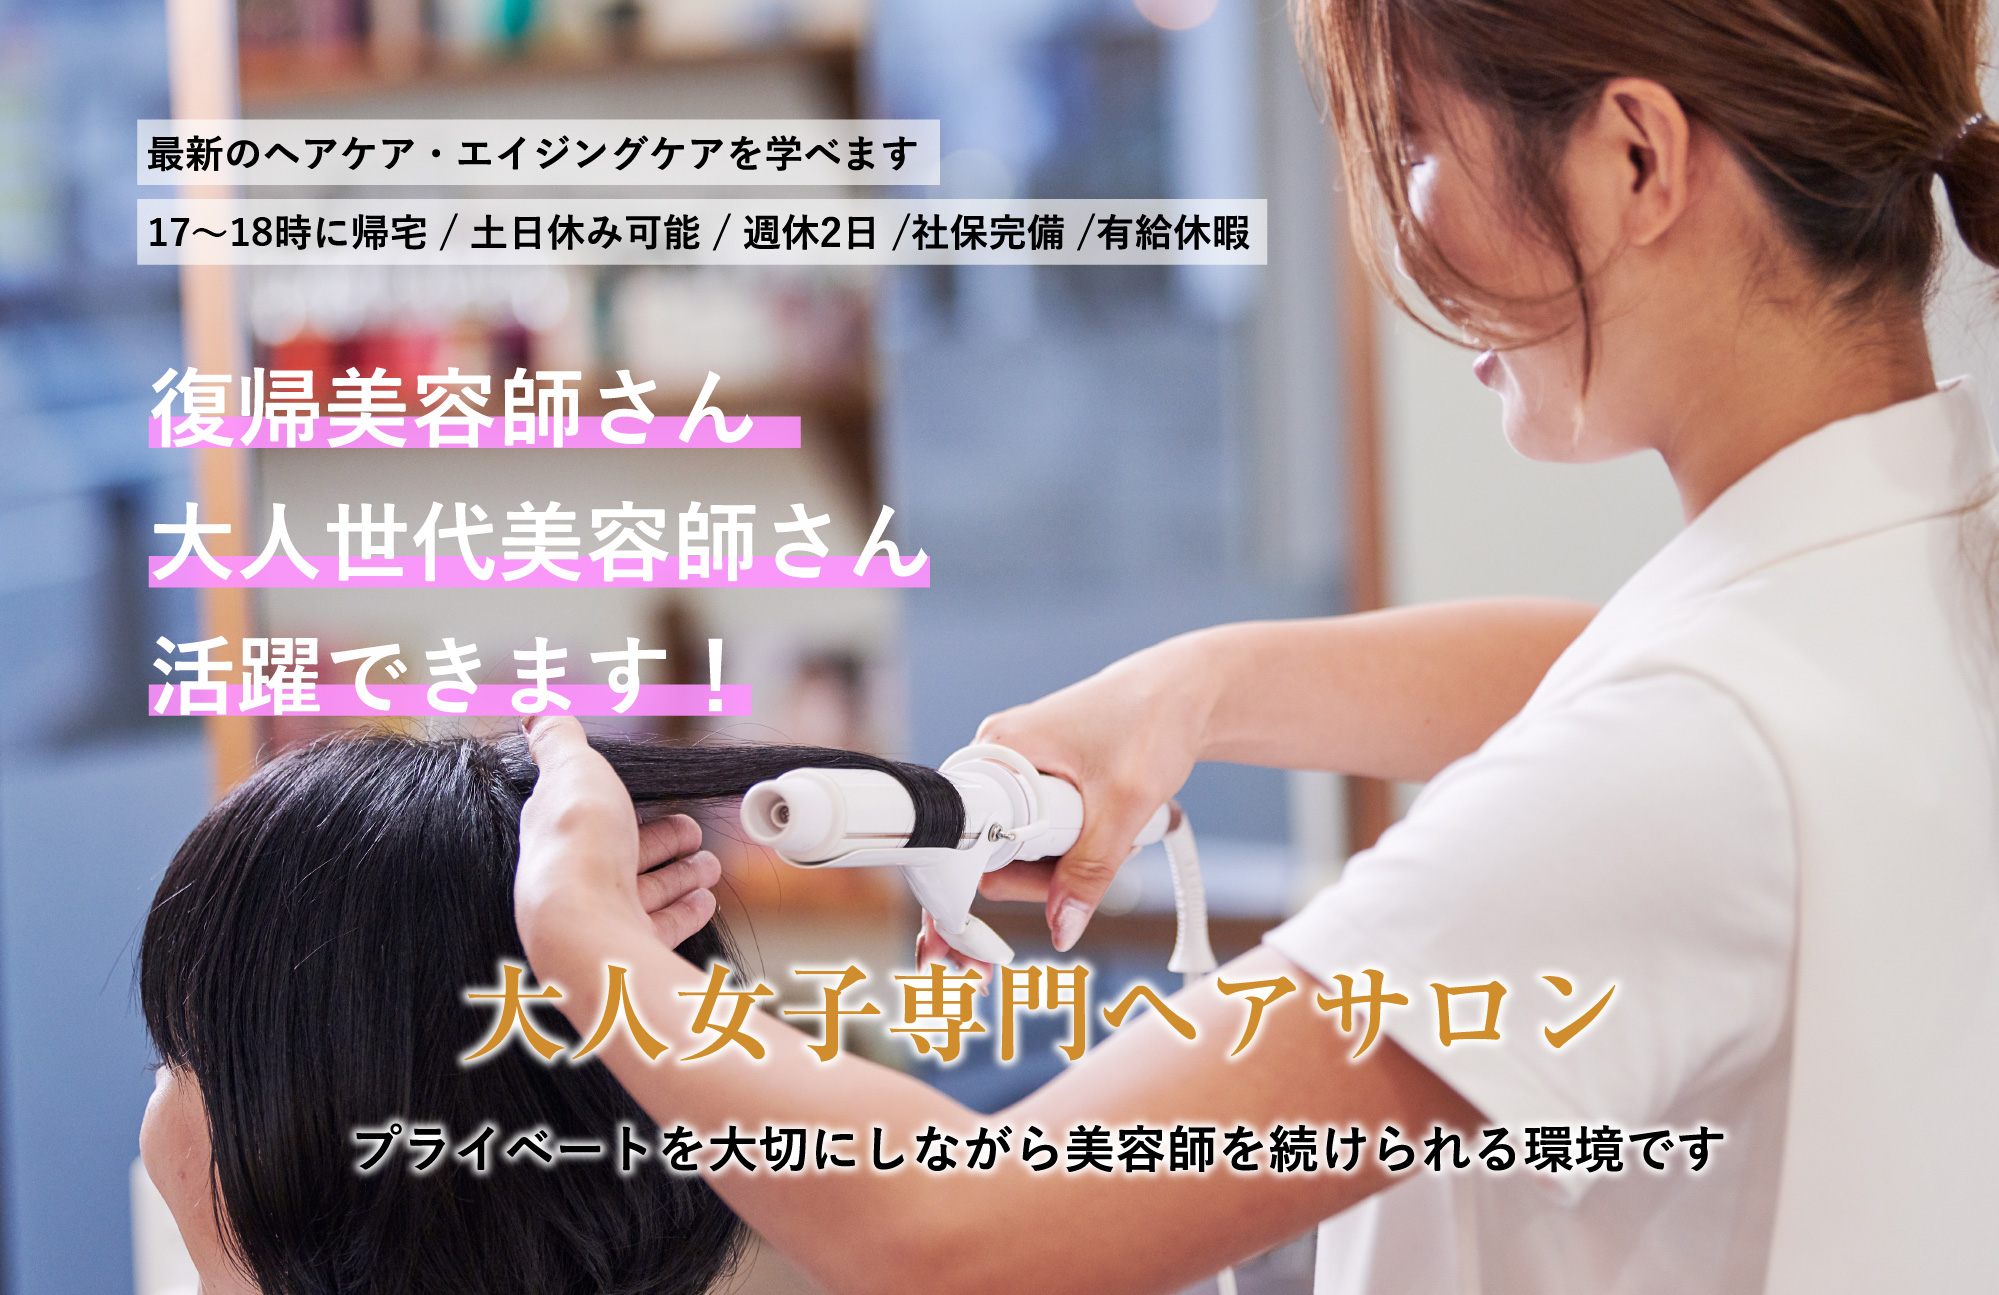 最新のヘアケア・エイジングケアを学べます
17～18時に帰宅 / 土日休み可能 / 週休2日 /社保完備 /有給休暇
復帰美容師さん
大人世代美容師さん
活躍できます！
大人女子専門ヘアサロン
プライベートを大切にしながら美容師を続けられる環境です